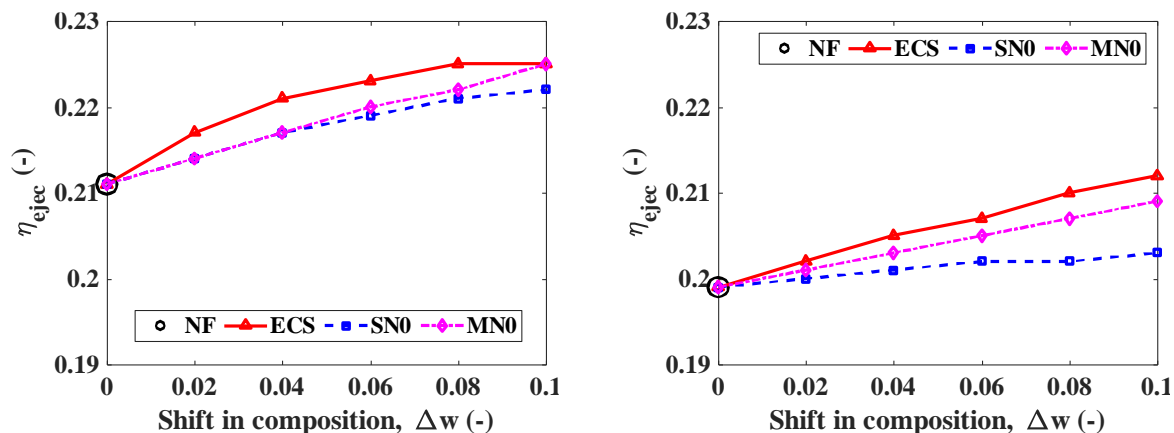 0.23
0.22
0.21
0.2
0.19
η_ejec (-)
NF ECS SN0 MN0
0 0.02 0.04 0.06 0.08 0.1
Shift in composition, Δw (-)
0.23
0.22
0.21
0.2
0.19
η_ejec (-)
NF ECS SN0 MN0
0 0.02 0.04 0.06 0.08 0.1
Shift in composition, Δw (-)